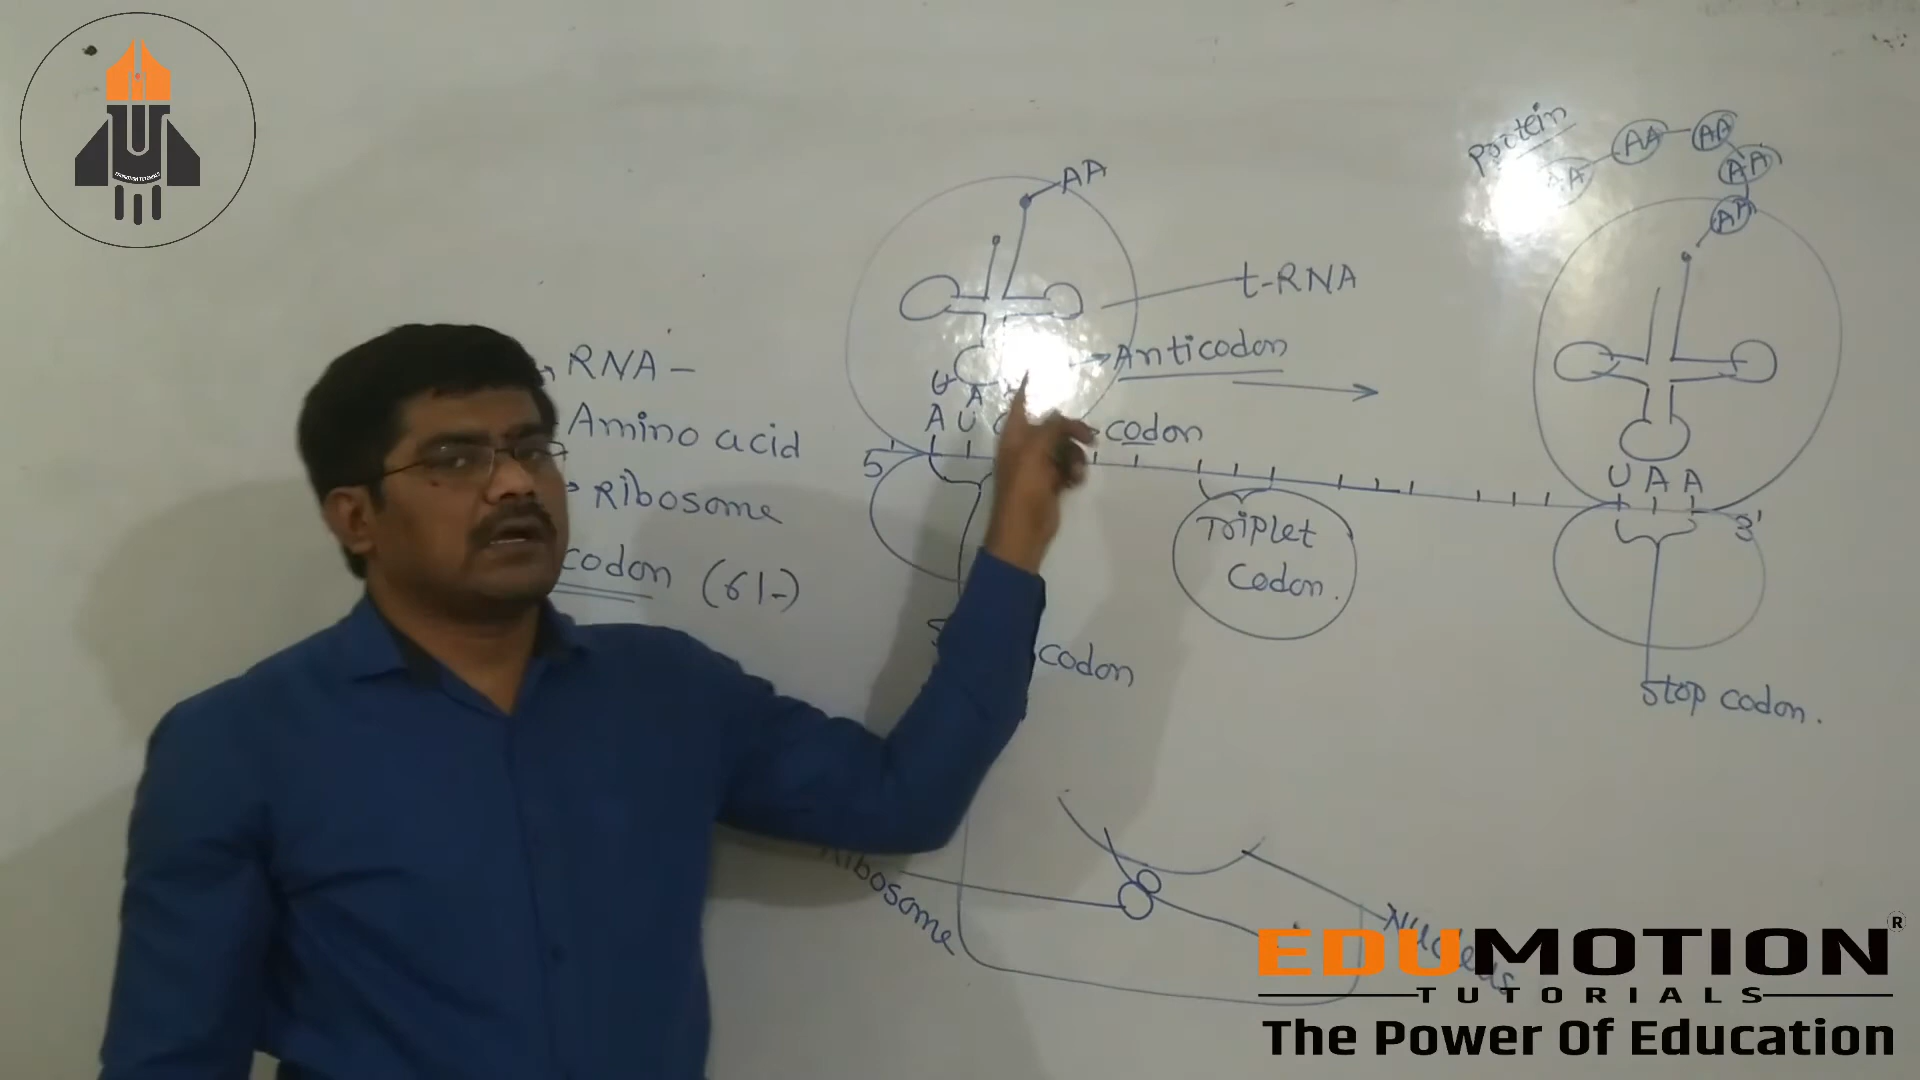 Protein
AA
AA
AA
AA
AA
AA
t-RNA
Anticodon
A
A U
codon
5'
RNA -
Amino acid
Ribosome
codon (61-)
Triplet
Codon.
U A A
3'
codon
Stop codon.
Ribosome
Nucleus
EDUMOTION®
TUTORIALS
The Power Of Education